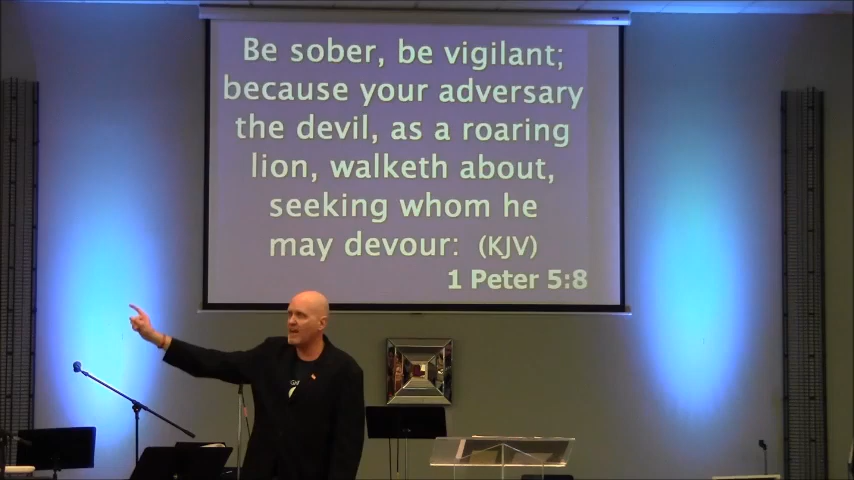 Be sober, be vigilant;
because your adversary
the devil, as a roaring
lion, walketh about,
seeking whom he
may devour: (KJV)
1 Peter 5:8